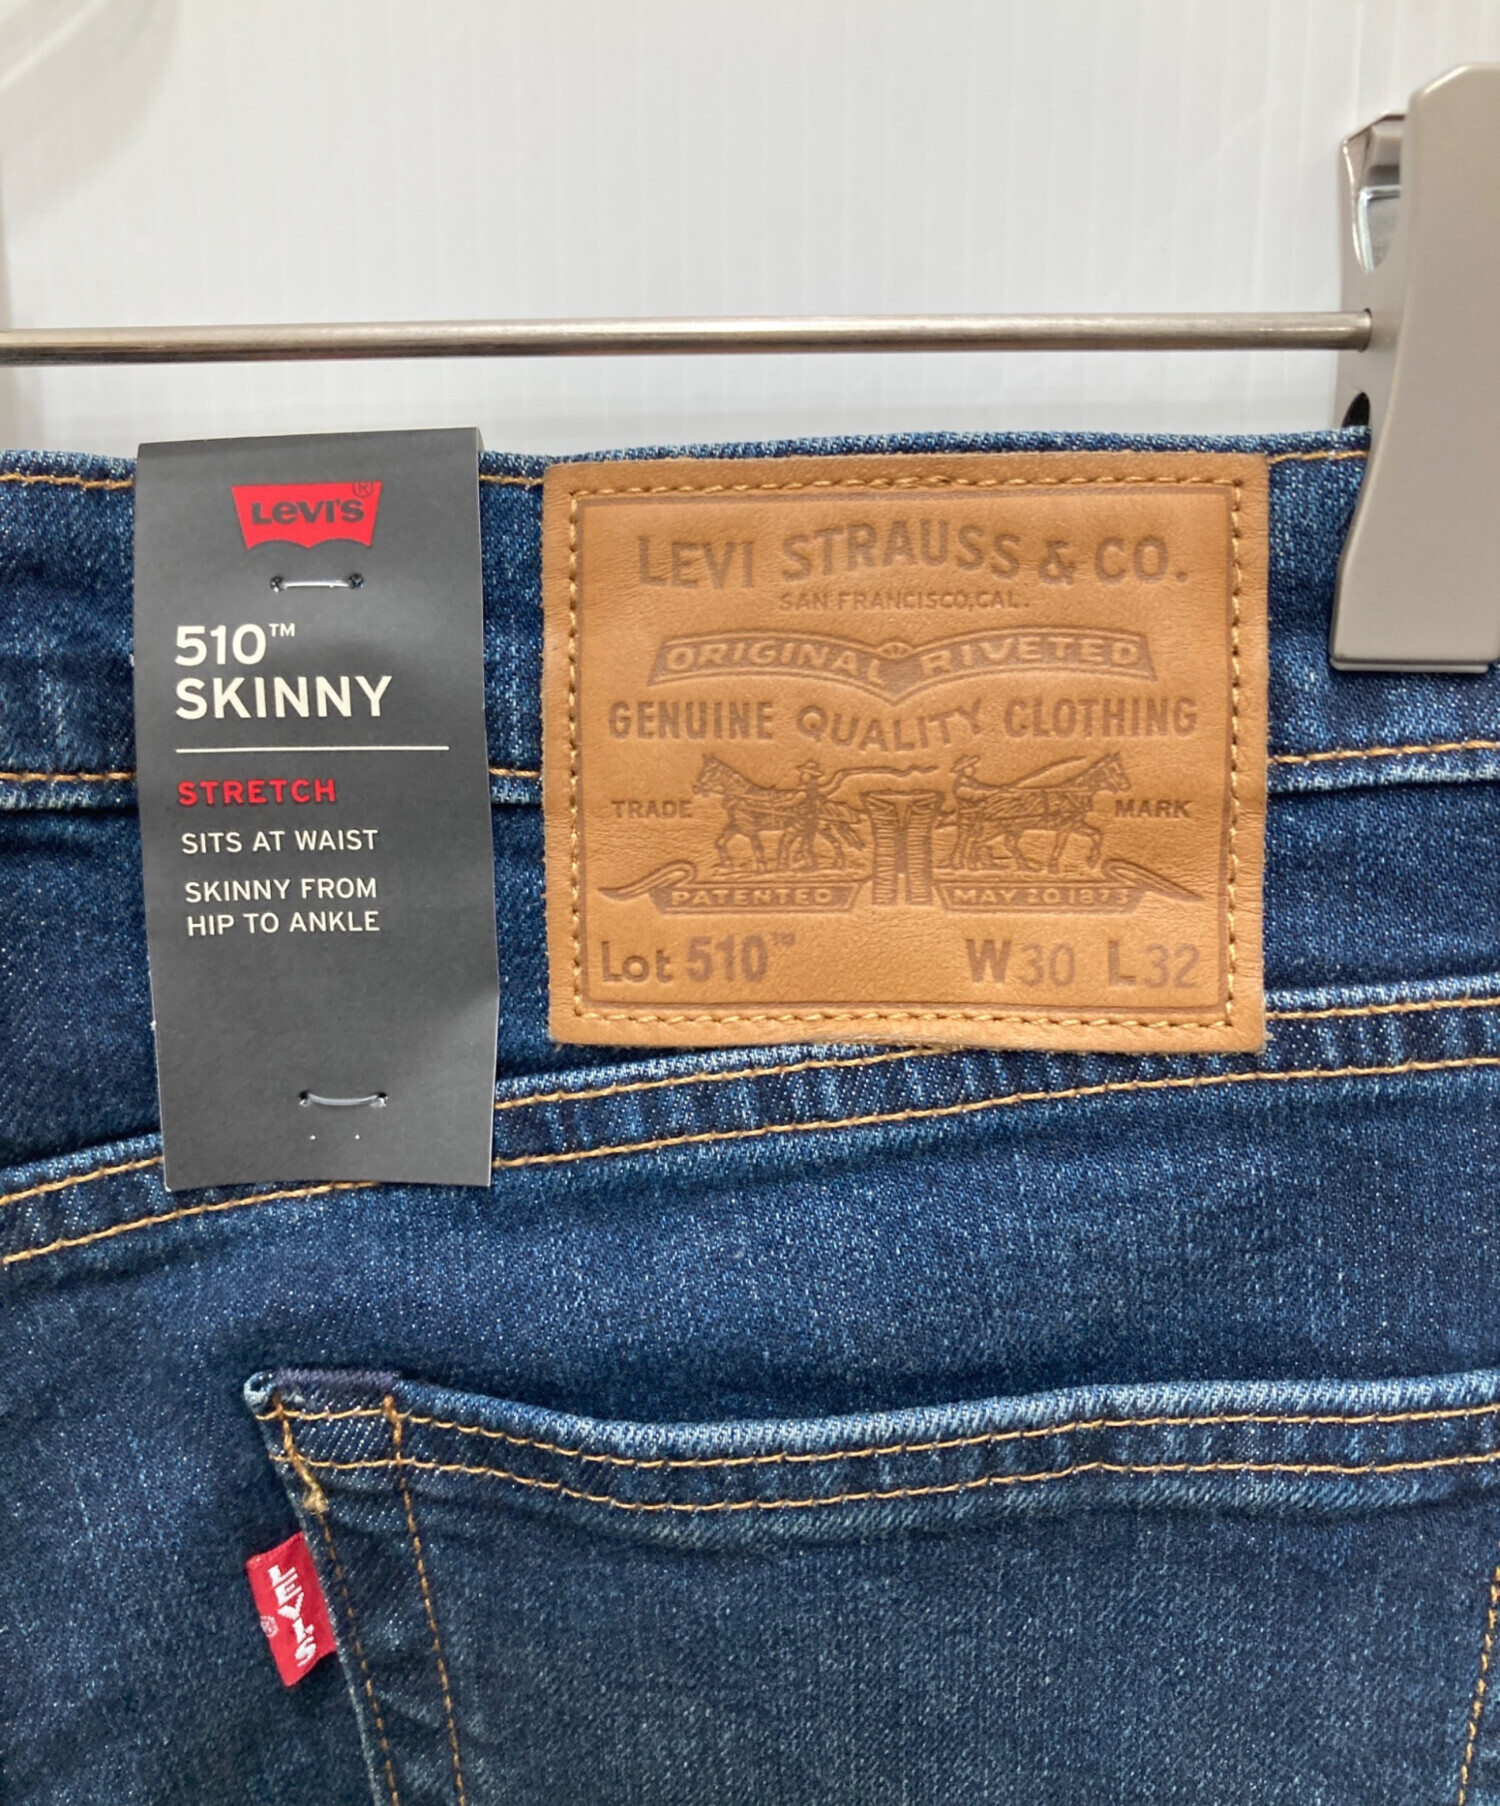 LEVI'S®
510™
SKINNY
STRETCH
SITS AT WAIST
SKINNY FROM
HIP TO ANKLE
LEVI STRAUSS & CO.
SAN FRANCISCO, CAL.
ORIGINAL RIVETED
GENUINE QUALITY CLOTHING
TRADE MARK
PATENTED MAY 20 1873
Lot 510™ W30 L32
LEVI'S®